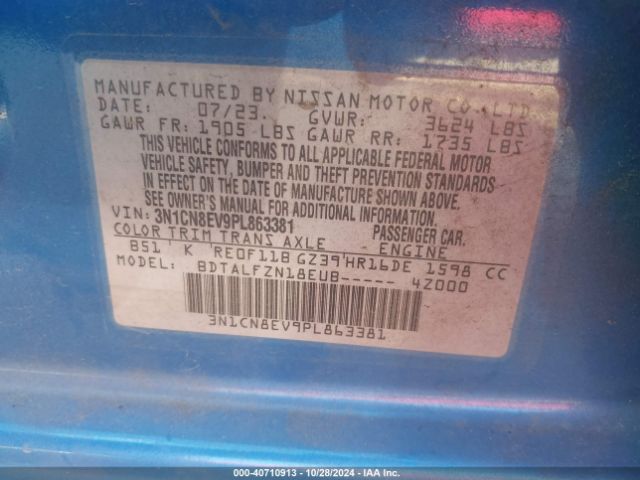 MANUFACTURED BY NISSAN MOTOR CO. LTD
DATE: 07/23. GVWR: 3624 LBS
GAWR FR: 1905 LBS GAWR RR: 1735 LBS
THIS VEHICLE CONFORMS TO ALL APPLICABLE FEDERAL MOTOR
VEHICLE SAFETY, BUMPER AND THEFT PREVENTION STANDARDS
IN EFFECT ON THE DATE OF MANUFACTURE SHOWN ABOVE.
SEE OWNER'S MANUAL FOR ADDITIONAL INFORMATION.
VIN: 3N1CN8EV9PL863381 PASSENGER CAR.
COLOR TRIM TRANS AXLE ENGINE
B51 K RE0F11B GZ39 HR16DE 1598 CC
BDTALFZN18EUB----- 4Z000
3N1CN8EV9PL863381
000-40710913 - 10/28/2024 - IAA Inc.